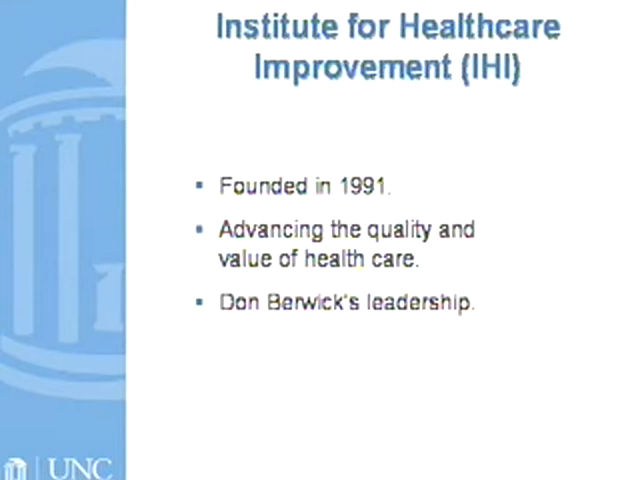 Institute for Healthcare
Improvement (IHI)
Founded in 1991.
Advancing the quality and
value of health care.
Don Berwick's leadership.
UNC